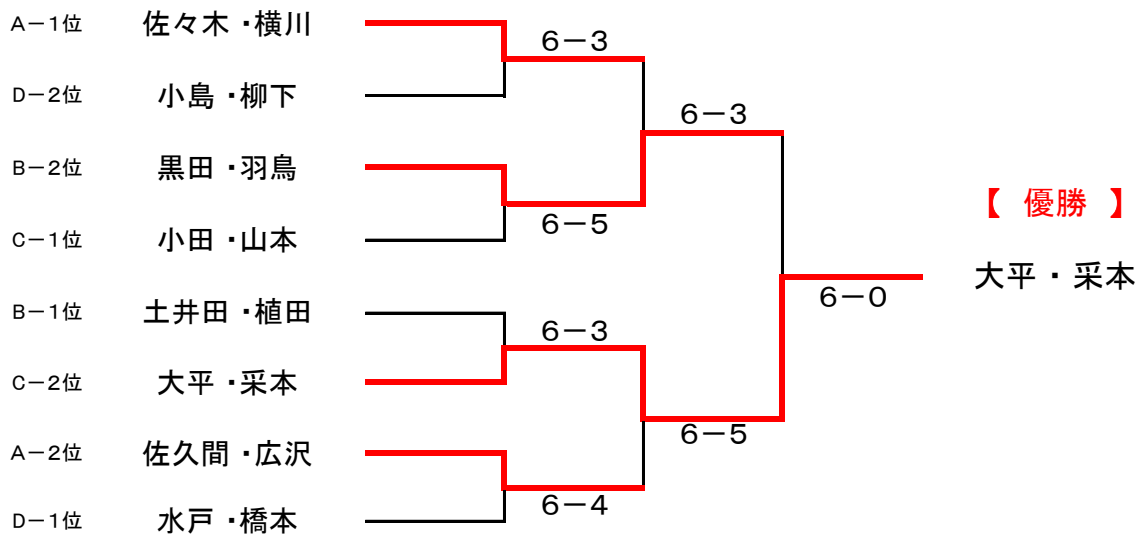 A－1位 佐々木・横川
6－3
D－2位 小島・柳下
6－3
B－2位 黒田・羽鳥
【 優勝 】
6－5
C－1位 小田・山本
大平・采本
6－0
B－1位 土井田・植田
6－3
C－2位 大平・采本
6－5
A－2位 佐久間・広沢
6－4
D－1位 水戸・橋本